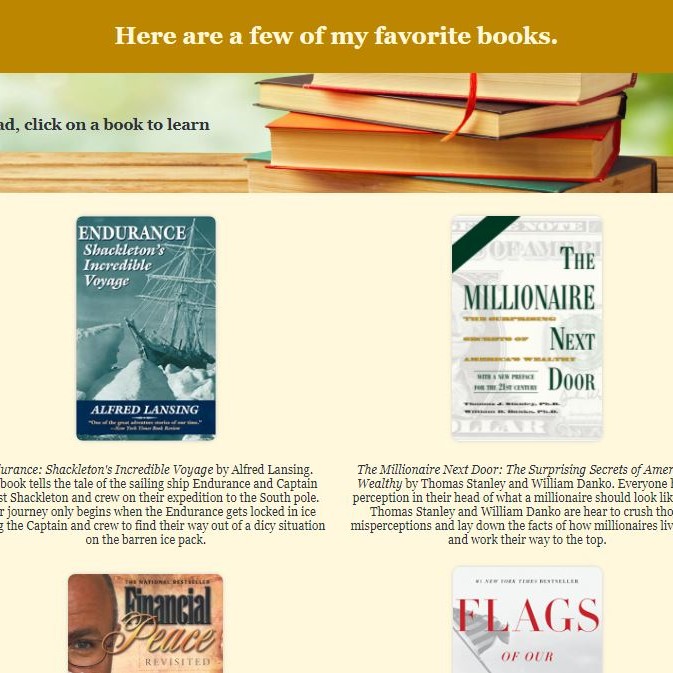 Here are a few of my favorite books.
ad, click on a book to learn
ENDURANCE
Shackleton's
Incredible
Voyage
ALFRED LANSING
"One of the great adventure stories of our time."
—New York Times Book Review
THE
MILLIONAIRE
NEXT
DOOR
THE SURPRISING
SECRETS OF
AMERICA'S WEALTHY
WITH A NEW PREFACE
FOR THE 21ST CENTURY
Thomas J. Stanley, Ph.D.
William D. Danko, Ph.D.
durance: Shackleton's Incredible Voyage by Alfred Lansing.
book tells the tale of the sailing ship Endurance and Captain
st Shackleton and crew on their expedition to the South pole.
r journey only begins when the Endurance gets locked in ice
g the Captain and crew to find their way out of a dicy situation
on the barren ice pack.
The Millionaire Next Door: The Surprising Secrets of Amer
Wealthy by Thomas Stanley and William Danko. Everyone h
perception in their head of what a millionaire should look lik
Thomas Stanley and William Danko are hear to crush tho
misperceptions and lay down the facts of how millionaires liv
and work their way to the top.
THE NATIONAL BESTSELLER
Financial
Peace
REVISITED
#1 NEW YORK TIMES BESTSELLER
FLAGS
OF OUR